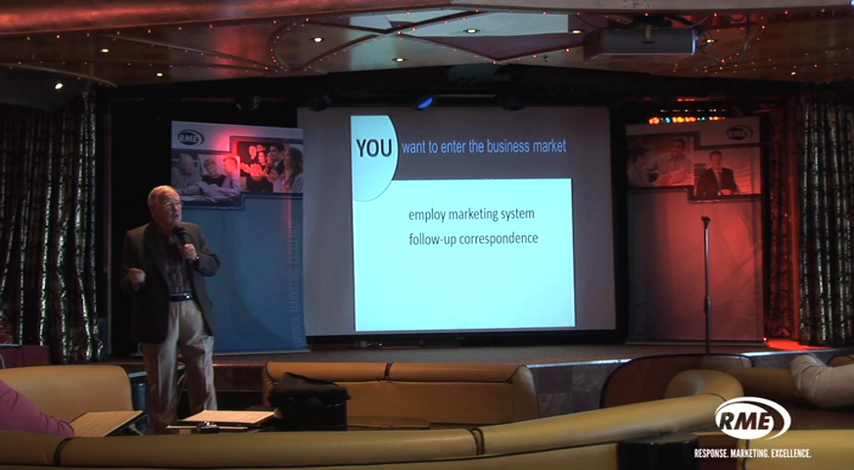 RME
RME
YOU want to enter the business market
employ marketing system
follow-up correspondence
RME
RESPONSE. MARKETING. EXCELLENCE.